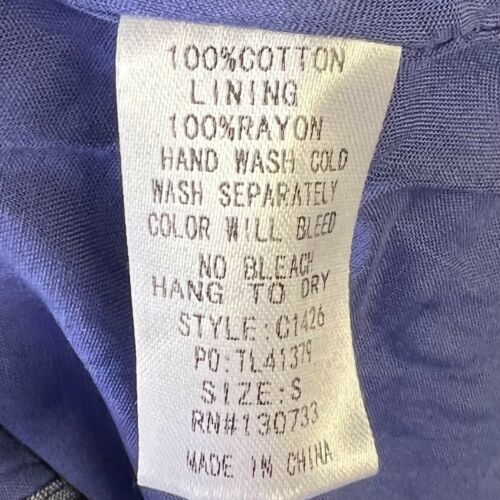 100%COTTON
LINING
100%RAYON
HAND WASH COLD
WASH SEPARATELY
COLOR WILL BLEED
NO BLEACH
HANG TO DRY
STYLE:C1426
PO:TL41379
SIZE:S
RN#130733
MADE IN CHINA